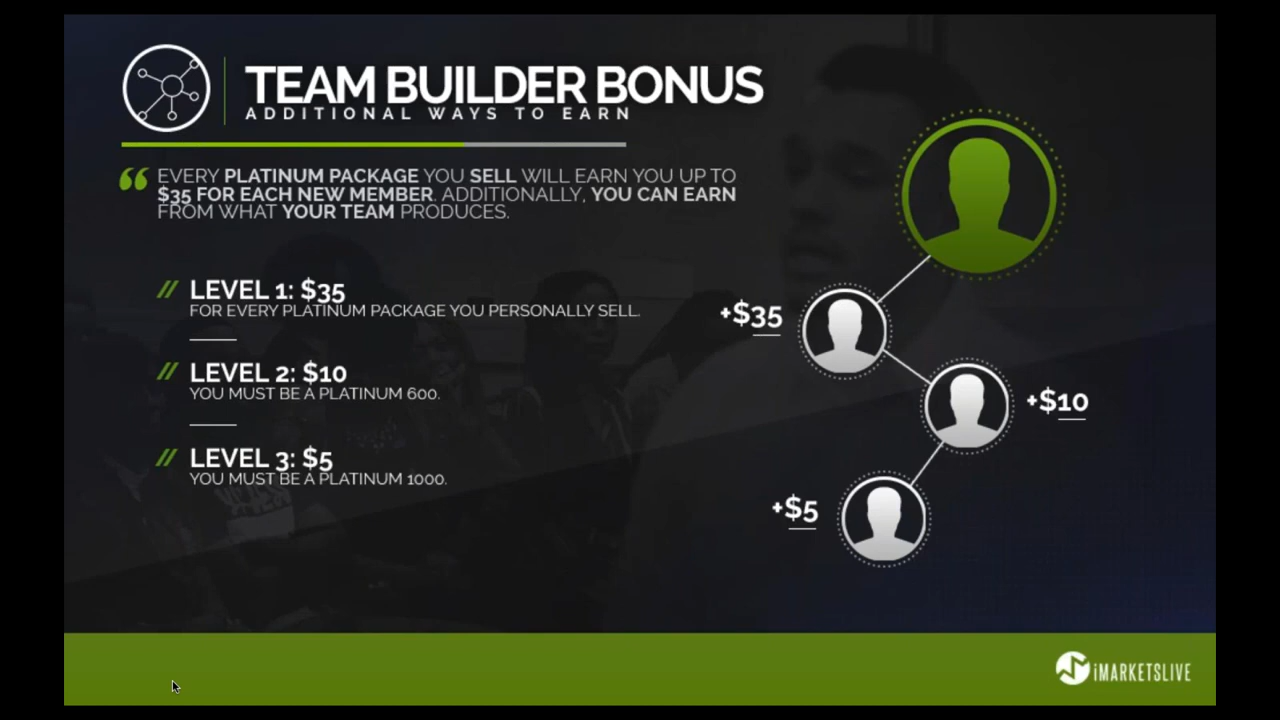 TEAM BUILDER BONUS
ADDITIONAL WAYS TO EARN
“ EVERY PLATINUM PACKAGE YOU SELL WILL EARN YOU UP TO
$35 FOR EACH NEW MEMBER. ADDITIONALLY, YOU CAN EARN
FROM WHAT YOUR TEAM PRODUCES.
// LEVEL 1: $35
FOR EVERY PLATINUM PACKAGE YOU PERSONALLY SELL.
// LEVEL 2: $10
YOU MUST BE A PLATINUM 600.
// LEVEL 3: $5
YOU MUST BE A PLATINUM 1000.
+$35
+$10
+$5
iMARKETSLIVE